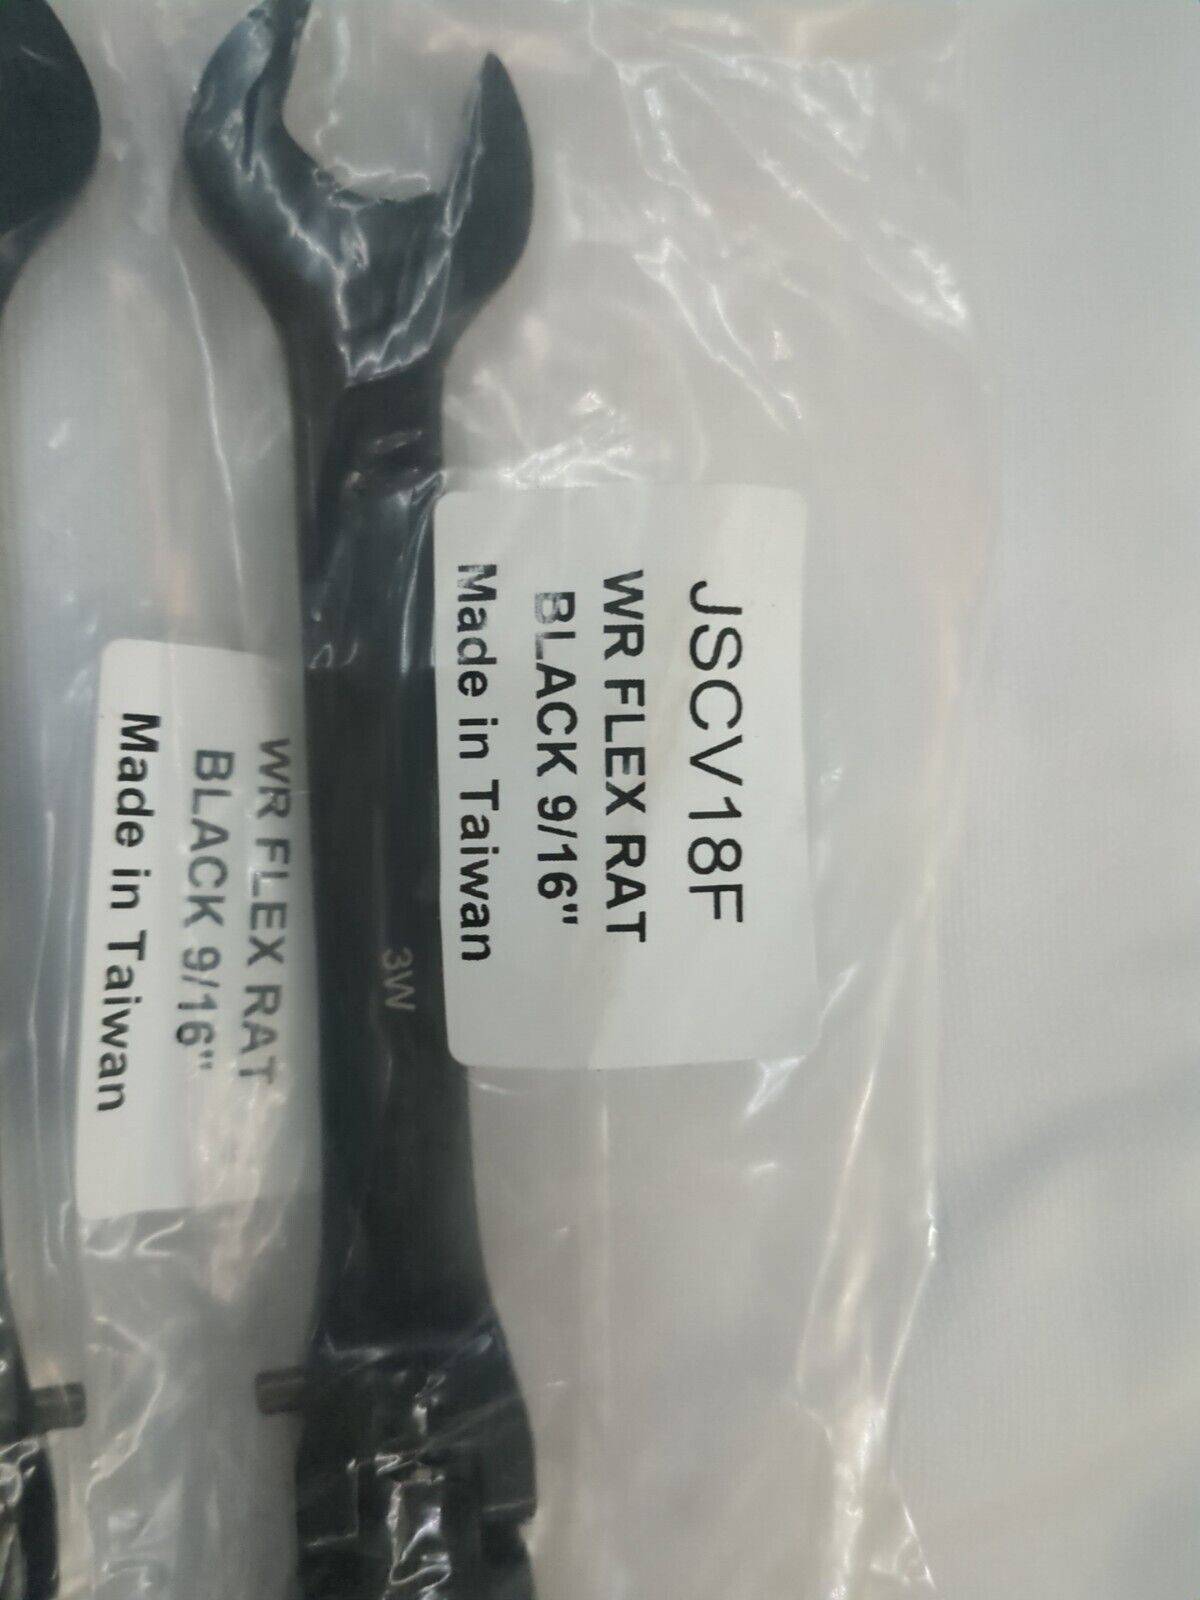 JSCV18F
WR FLEX RAT
BLACK 9/16"
Made in Taiwan
3W
WR FLEX RAT
BLACK 9/16"
Made in Taiwan